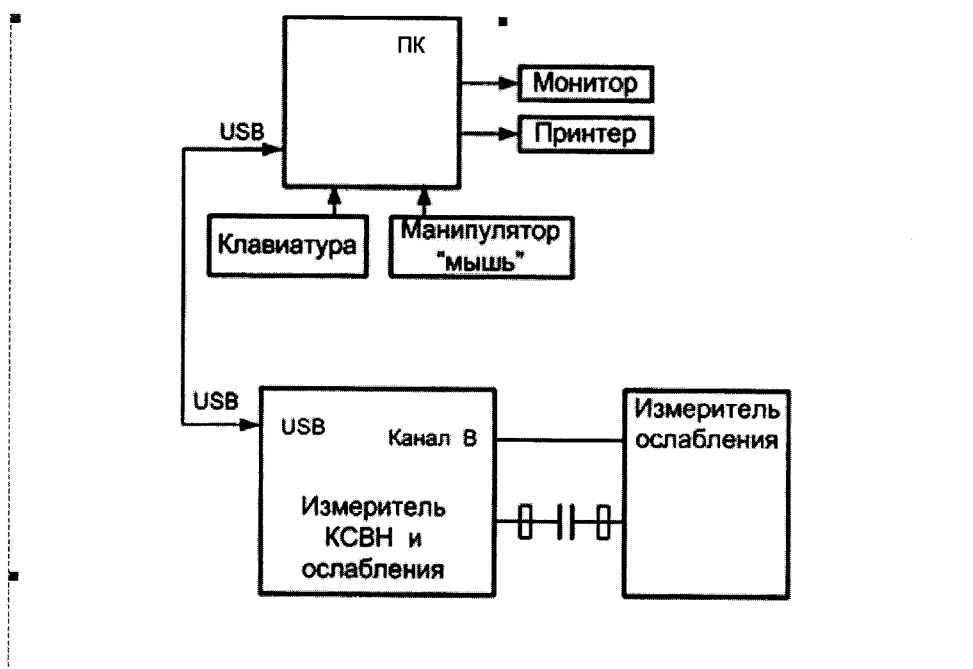 ПК
Монитор
Принтер
USB
Клавиатура
Манипулятор
"мышь"
USB
USB
Канал В
Измеритель
КСВН и
ослабления
Измеритель
ослабления